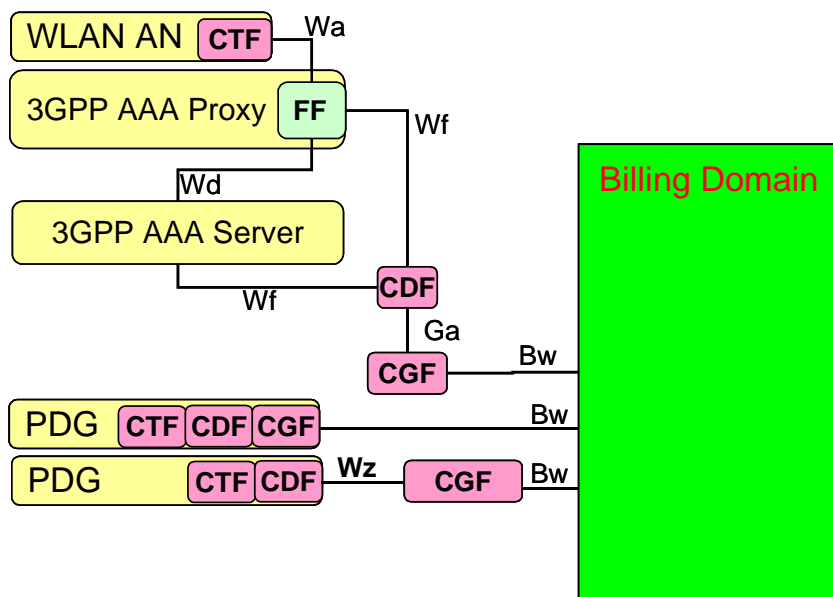 Wa
WLAN AN CTF
3GPP AAA Proxy FF
Wf
Wd
Billing Domain
3GPP AAA Server
CDF
Wf
Ga
CGF
Bw
PDG CTF CDF CGF
Bw
PDG CTF CDF
Wz
CGF
Bw